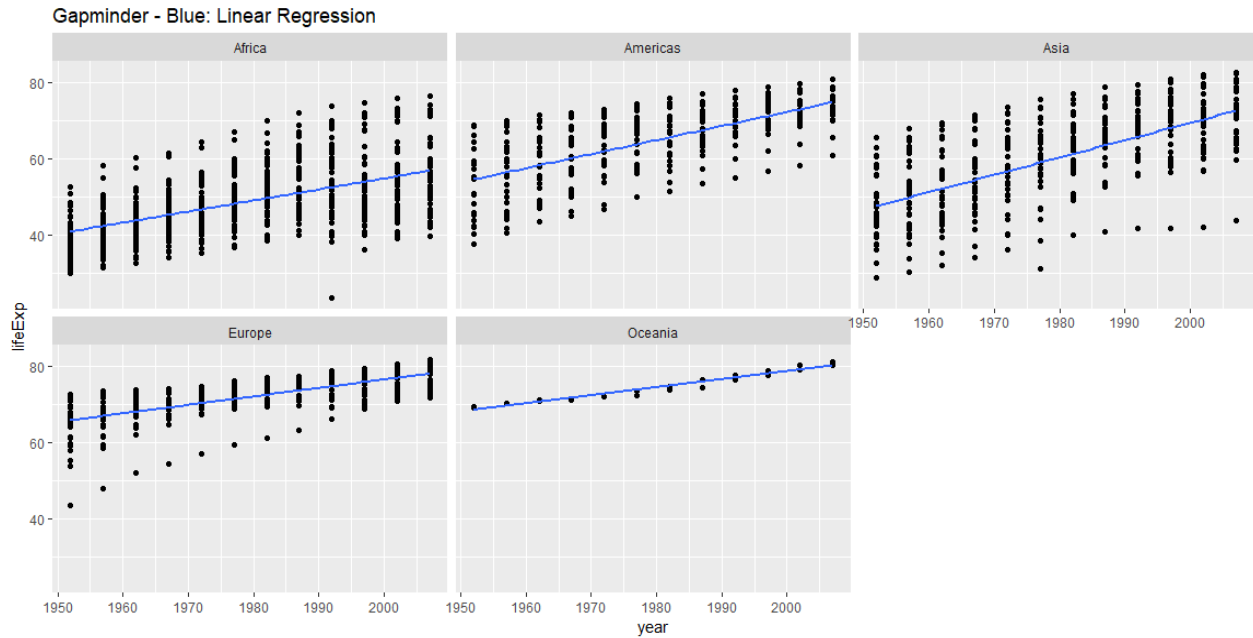 Gapminder - Blue: Linear Regression
Africa
Americas
Asia
80
60
40
1950 1960 1970 1980 1990 2000
lifeExp
Europe
Oceania
80
60
40
1950 1960 1970 1980 1990 2000
1950 1960 1970 1980 1990 2000
year